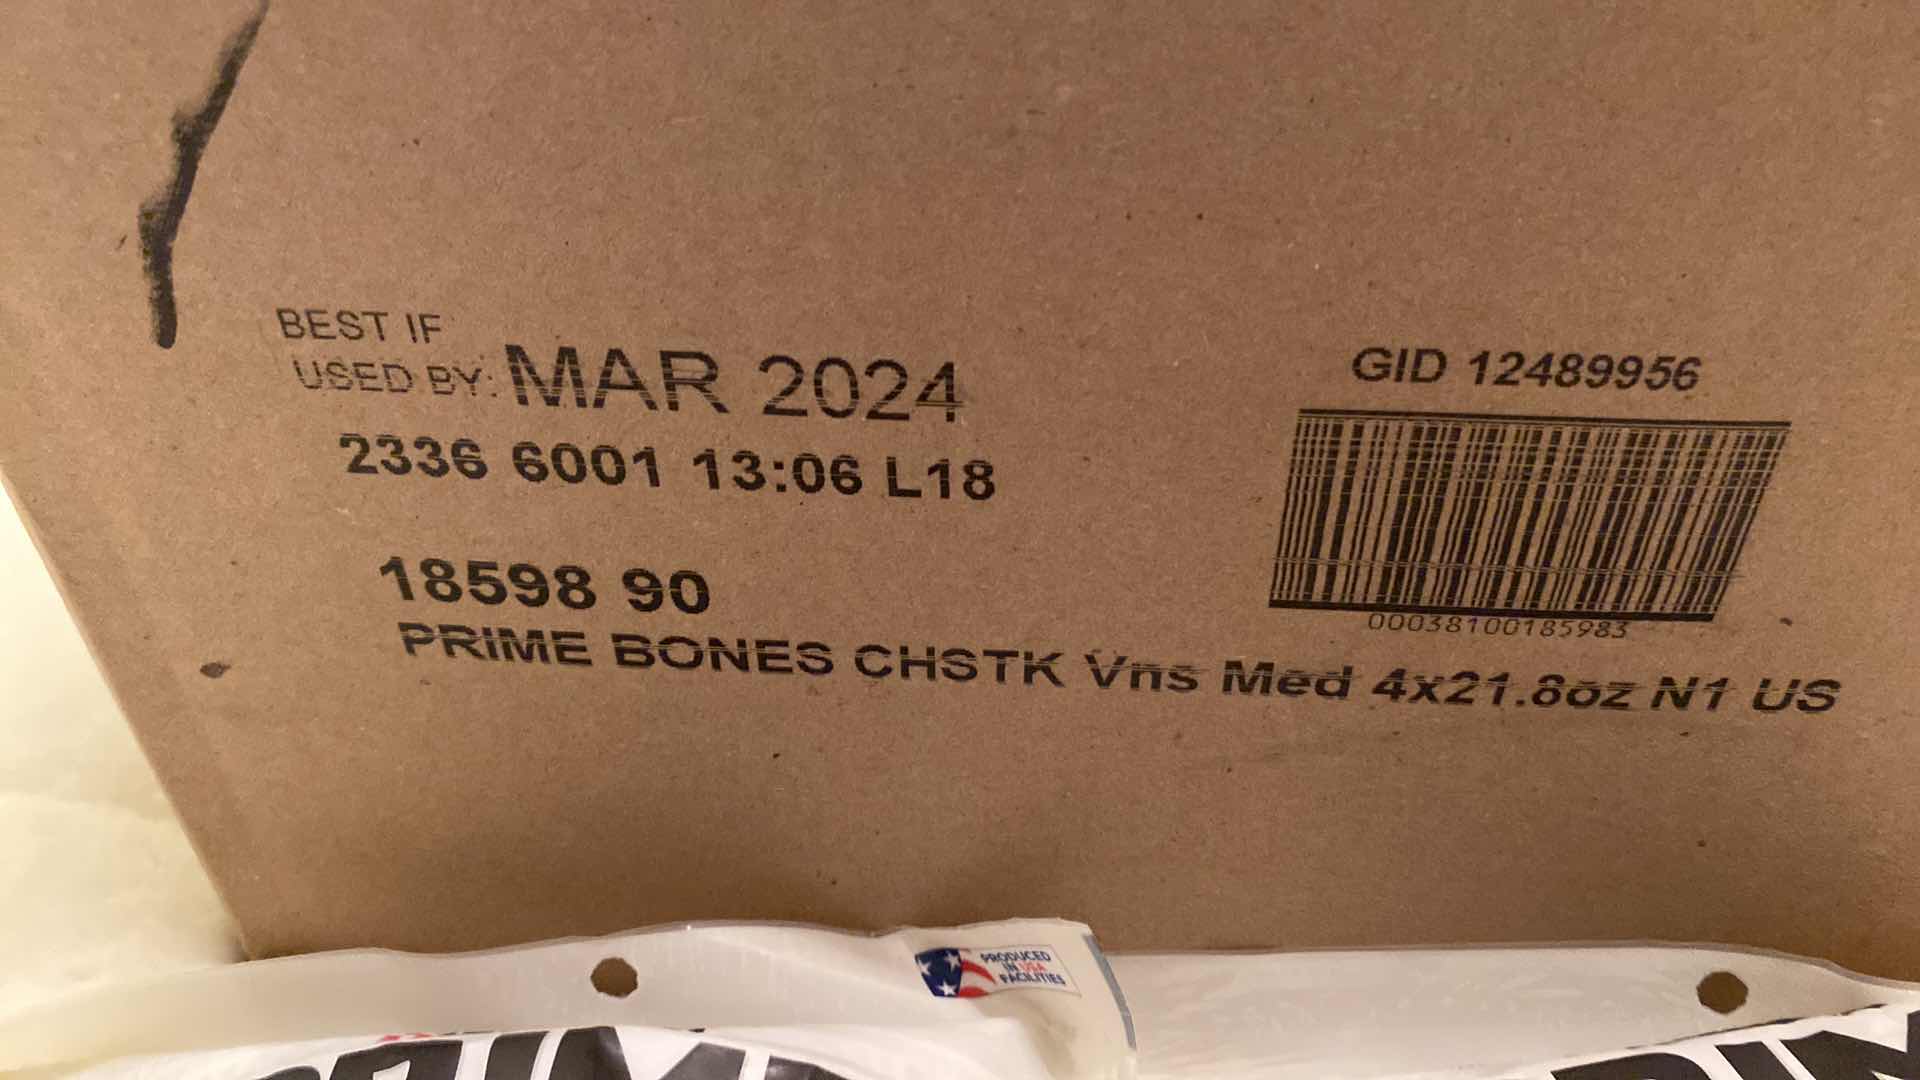 BEST IF
USED BY: MAR 2024
2336 6001 13:06 L18
18598 90
PRIME BONES CHSTK Vns Med 4x21.8oz N1 US
GID 12489956
00038100185983
PRODUCED
IN USA
FACILITIES